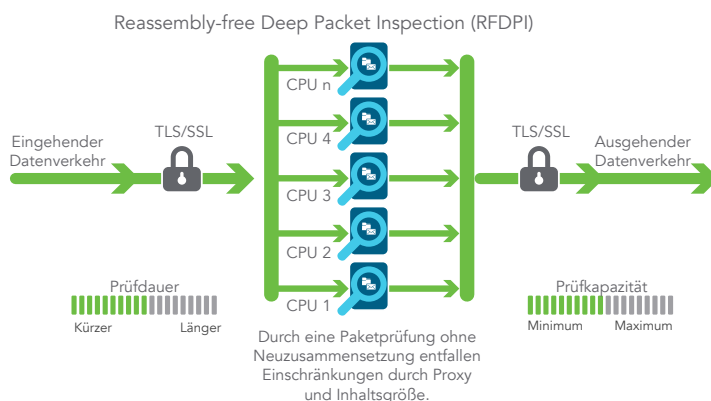 Reassembly-free Deep Packet Inspection (RFDPI)
CPU n
CPU 4
CPU 3
CPU 2
CPU 1
Eingehender
Datenverkehr
TLS/SSL
TLS/SSL
Ausgehender
Datenverkehr
Prüfdauer
Kürzer Länger
Prüfkapazität
Minimum Maximum
Durch eine Paketprüfung ohne
Neuzusammensetzung entfallen
Einschränkungen durch Proxy
und Inhaltsgröße.